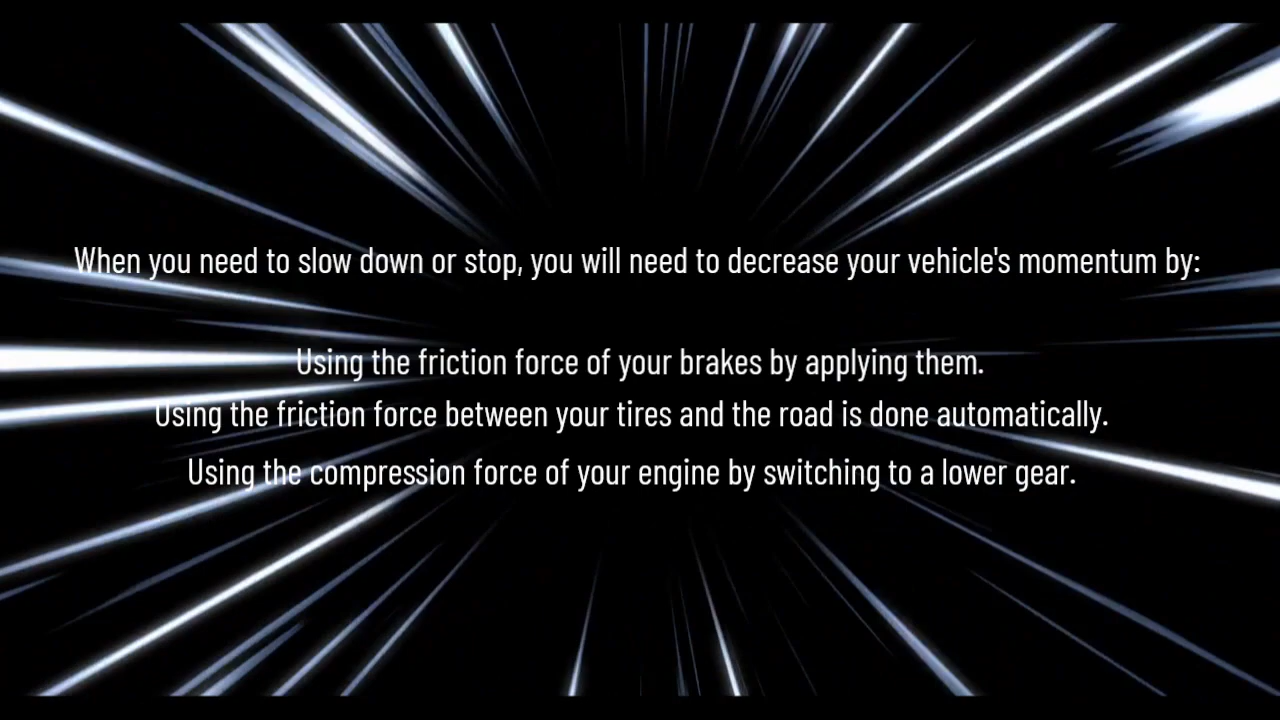 When you need to slow down or stop, you will need to decrease your vehicle's momentum by:
Using the friction force of your brakes by applying them.
Using the friction force between your tires and the road is done automatically.
Using the compression force of your engine by switching to a lower gear.